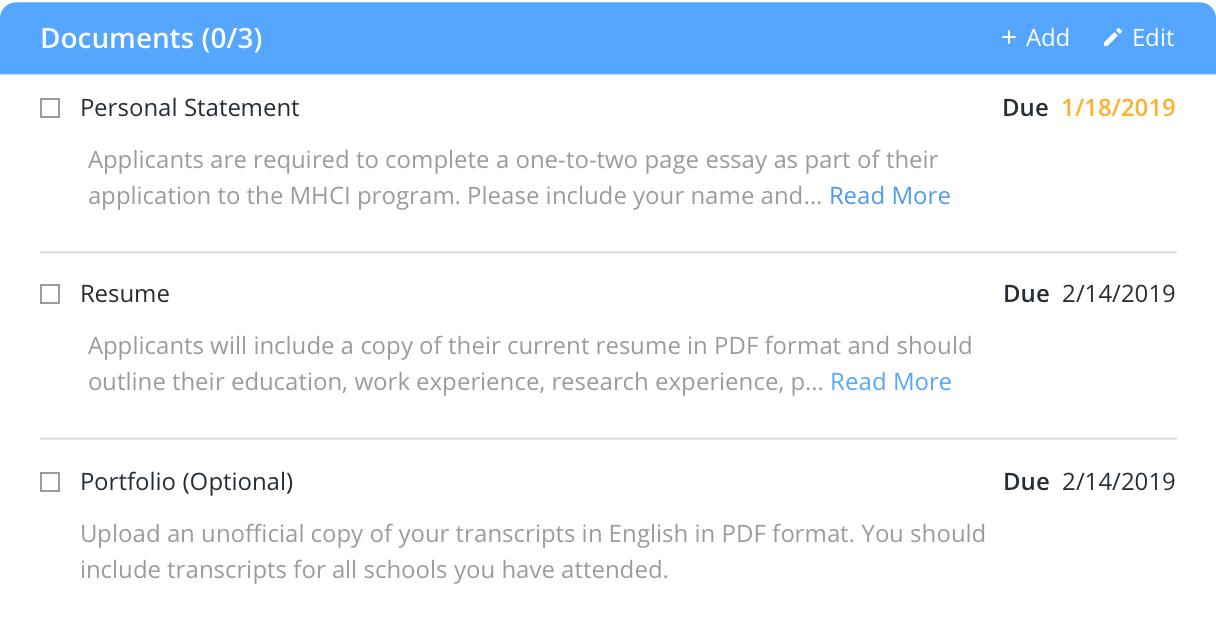 Documents (0/3)
+ Add
Edit
Personal Statement
Due 1/18/2019
Applicants are required to complete a one-to-two page essay as part of their
application to the MHCI program. Please include your name and... Read More
Resume
Due 2/14/2019
Applicants will include a copy of their current resume in PDF format and should
outline their education, work experience, research experience, p... Read More
Portfolio (Optional)
Due 2/14/2019
Upload an unofficial copy of your transcripts in English in PDF format. You should
include transcripts for all schools you have attended.